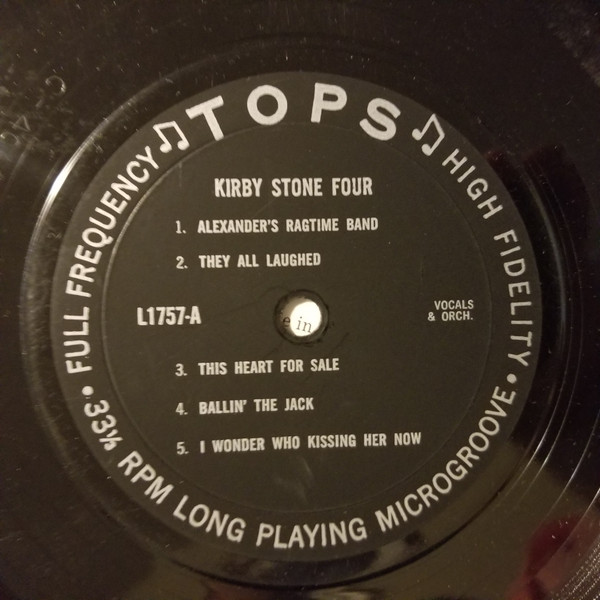 TOPS
FULL FREQUENCY
HIGH FIDELITY
KIRBY STONE FOUR
1. ALEXANDER'S RAGTIME BAND
2. THEY ALL LAUGHED
L1757-A
VOCALS
& ORCH.
in
3. THIS HEART FOR SALE
4. BALLIN' THE JACK
5. I WONDER WHO KISSING HER NOW
33⅓ RPM LONG PLAYING MICROGROOVE